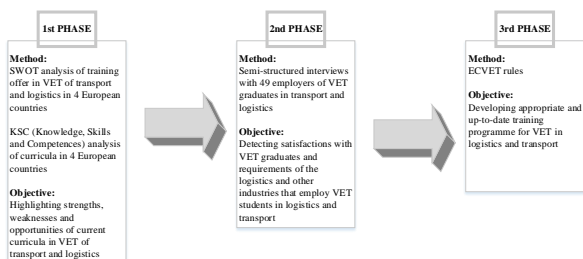 1st PHASE
Method:
SWOT analysis of training
offer in VET of transport
and logistics in 4 European
countries
KSC (Knowledge, Skills
and Competences) analysis
of curricula in 4 European
countries
Objective:
Highlighting strengths,
weaknesses and
opportunities of current
curricula in VET of
transport and logistics
2nd PHASE
Method:
Semi-structured interviews
with 49 employers of VET
graduates in transport and
logistics
Objective:
Detecting satisfactions with
VET graduates and
requirements of the
logistics and other
industries that employ VET
students in logistics and
transport
3rd PHASE
Method:
ECVET rules
Objective:
Developing appropriate and
up-to-date training
programme for VET in
logistics and transport